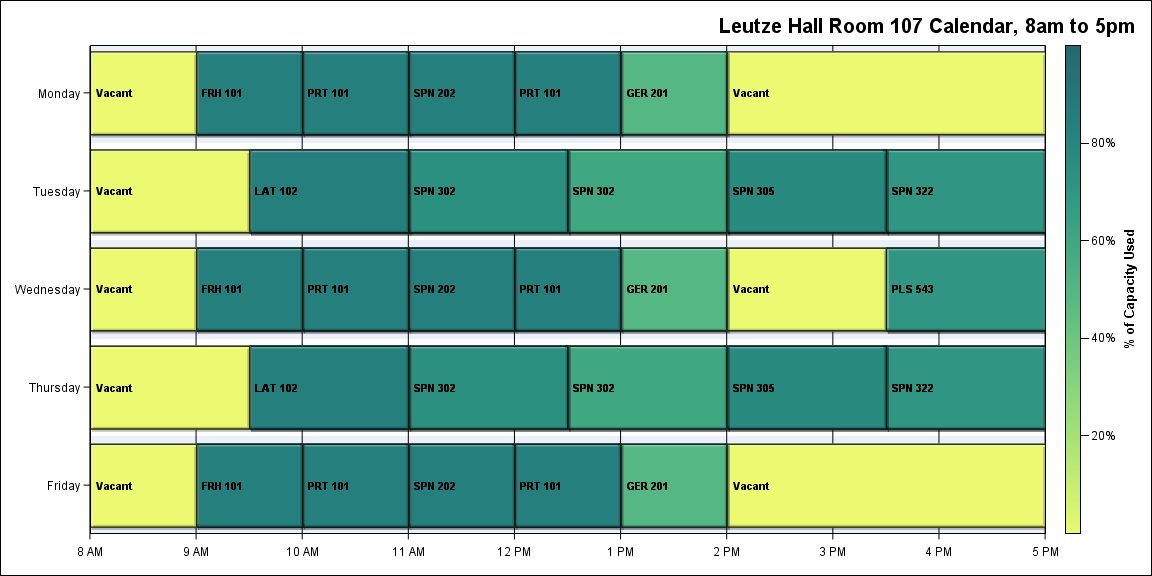 Leutze Hall Room 107 Calendar, 8am to 5pm
Monday
Vacant
FRH 101
PRT 101
SPN 202
PRT 101
GER 201
Vacant
Tuesday
Vacant
LAT 102
SPN 302
SPN 302
SPN 305
SPN 322
Wednesday
Vacant
FRH 101
PRT 101
SPN 202
PRT 101
GER 201
Vacant
PLS 543
Thursday
Vacant
LAT 102
SPN 302
SPN 302
SPN 305
SPN 322
Friday
Vacant
FRH 101
PRT 101
SPN 202
PRT 101
GER 201
Vacant
8 AM
9 AM
10 AM
11 AM
12 PM
1 PM
2 PM
3 PM
4 PM
5 PM
80%
60%
40%
20%
% of Capacity Used